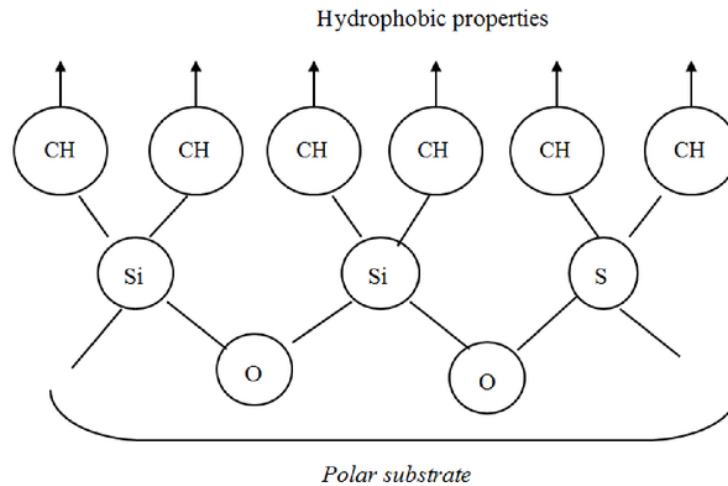 Hydrophobic properties
CH CH CH CH CH CH
Si Si S
O O
Polar substrate